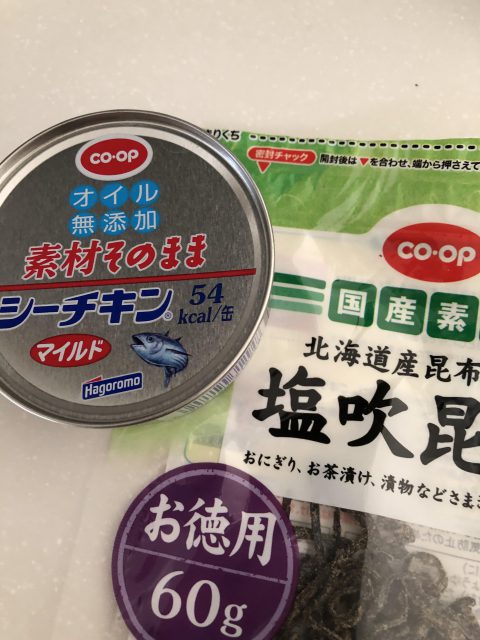 co·op
オイル
無添加
素材そのまま
シーチキン®
54
kcal/缶
マイルド
Hagoromo
りくち
密封チャック
開封後は▼を合わせ、端から押さえて
co·op
国産素
北海道産昆布
塩吹昆
おにぎり、お茶漬け、漬物などさま
お徳用
60g